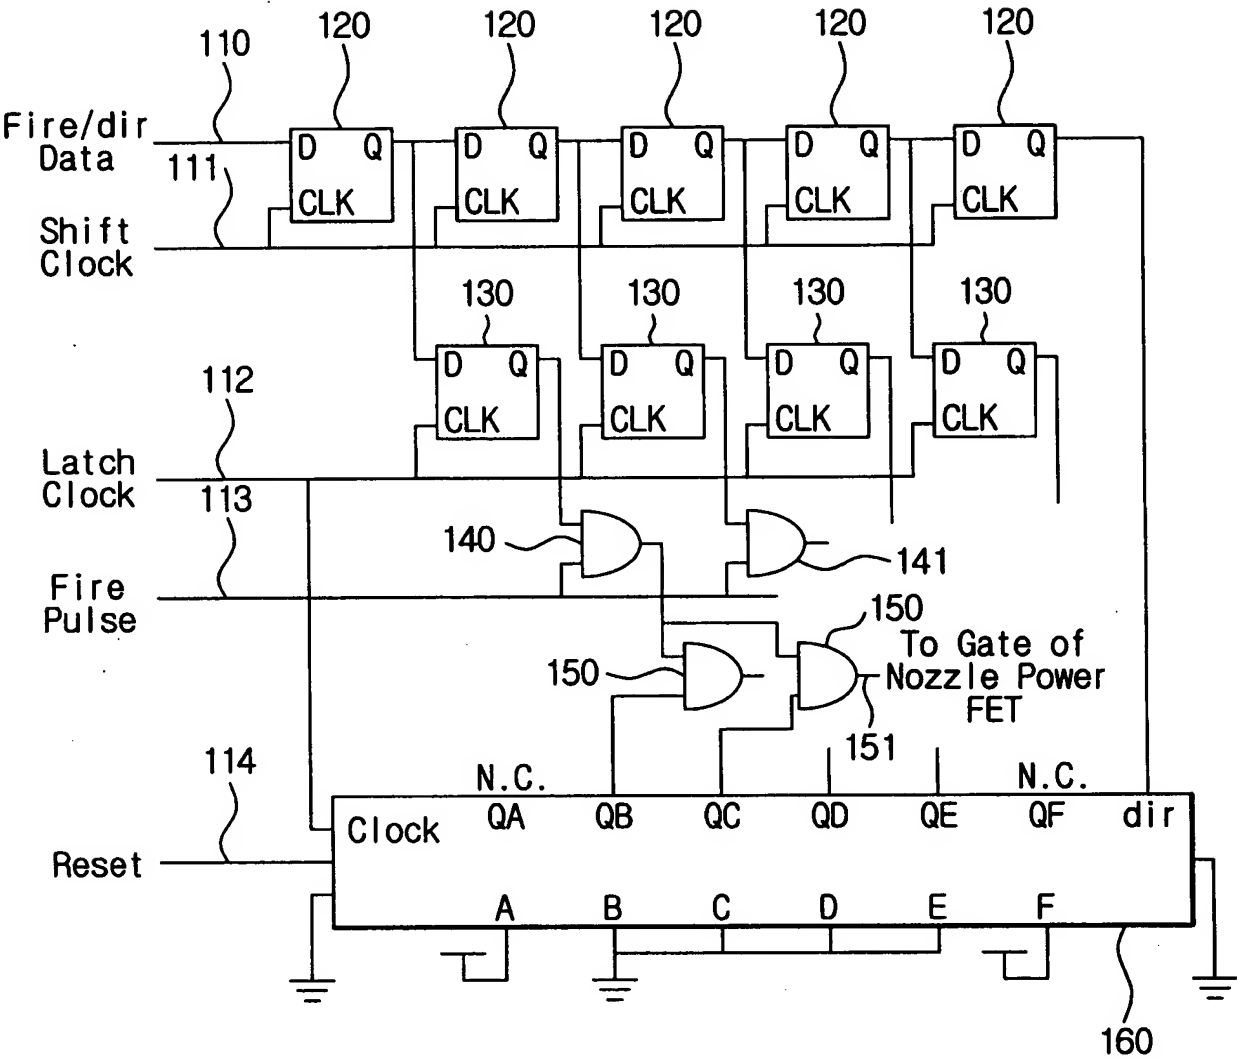 120 120 120 120 120
110
Fire/dir
Data
D Q D Q D Q D Q D Q
111
CLK CLK CLK CLK CLK
Shift
Clock
130 130 130 130
D Q D Q D Q D Q
112
CLK CLK CLK CLK
Latch
Clock
113
140
141
Fire
Pulse
150
To Gate of
Nozzle Power
FET
150
151
114
N.C. N.C.
Clock QA QB QC QD QE QF dir
Reset
A B C D E F
160